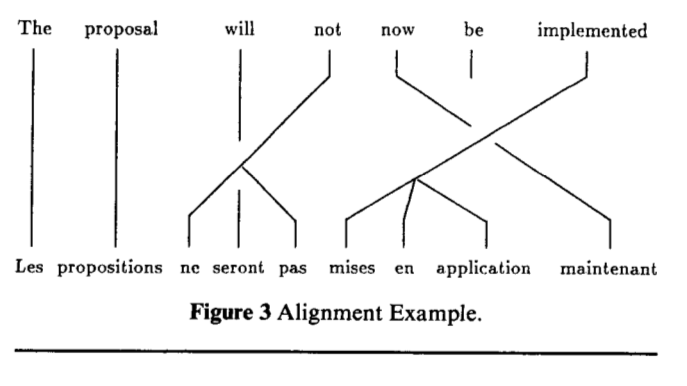 The proposal will not now be implemented
Les propositions ne seront pas mises en application maintenant
Figure 3 Alignment Example.